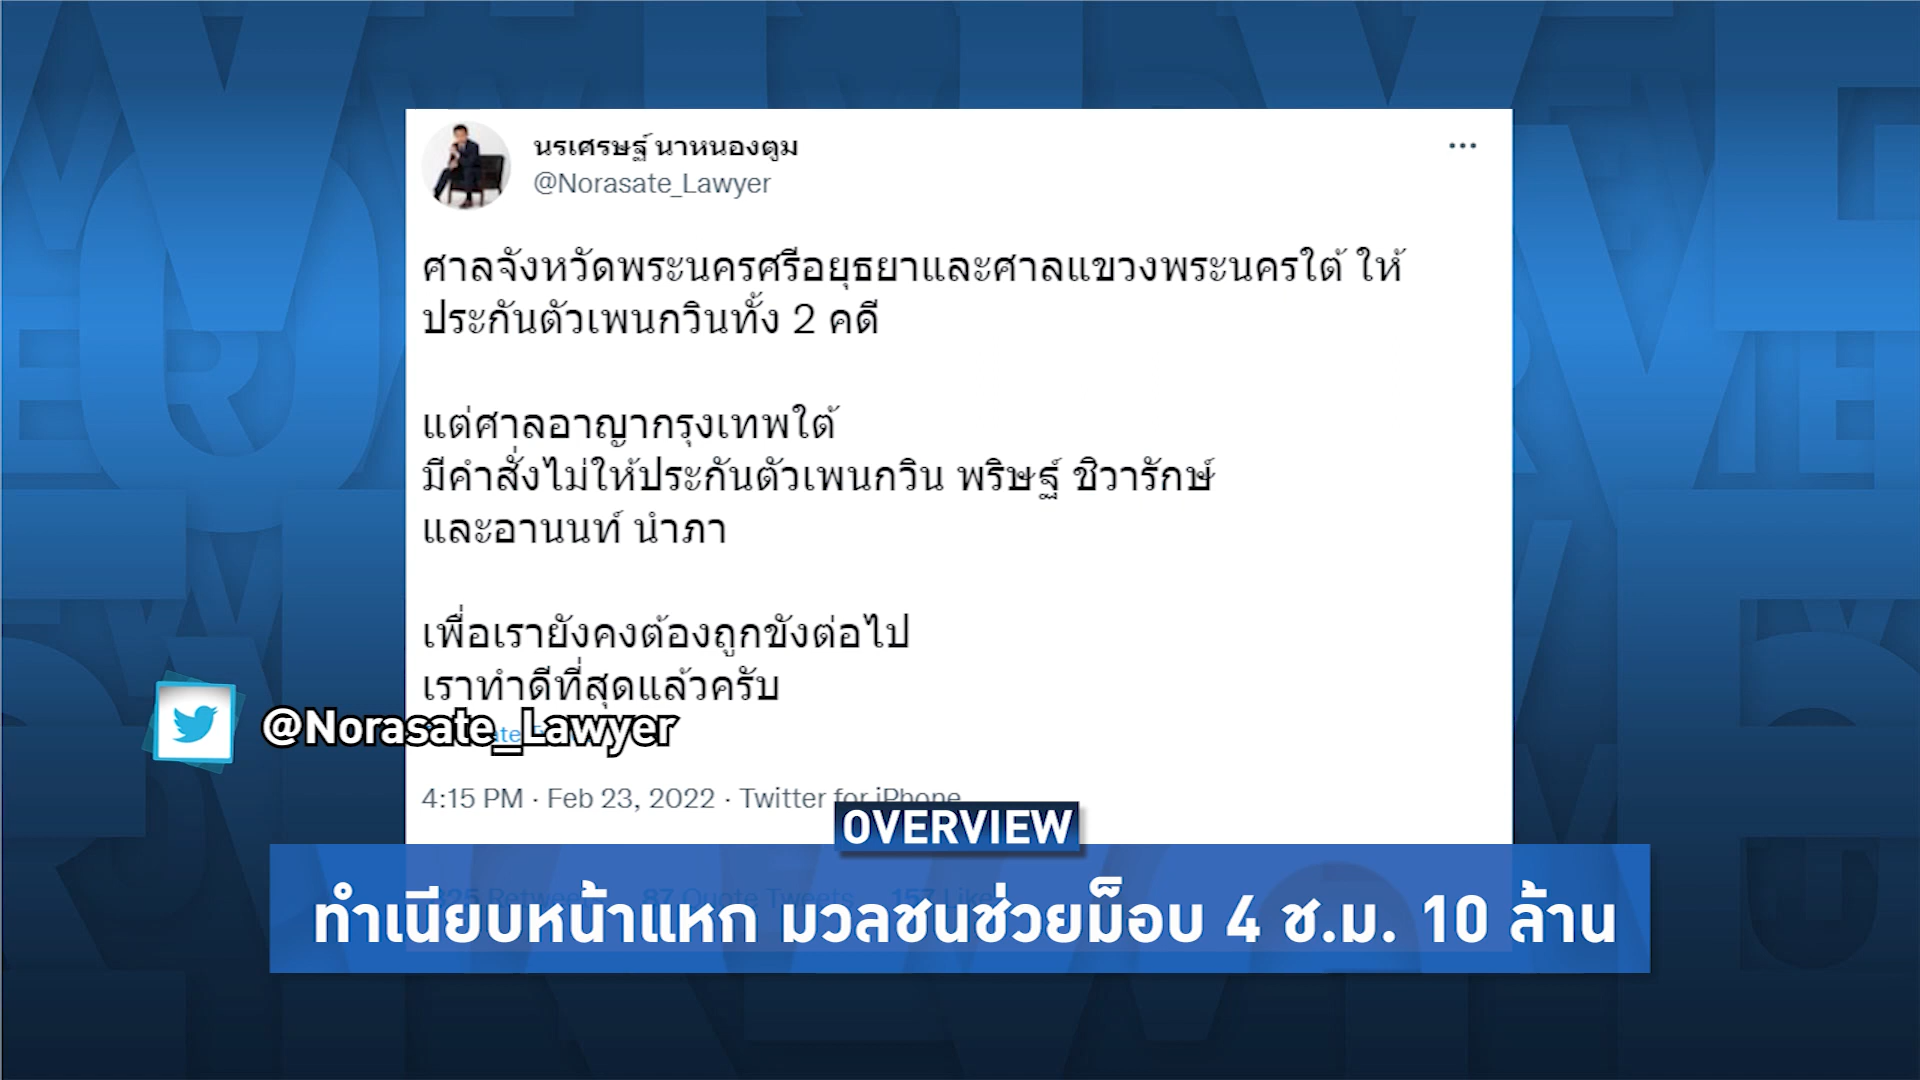 นรเศรษฐ์ นาหนองตูม
@Norasate_Lawyer
ศาลจังหวัดพระนครศรีอยุธยาและศาลแขวงพระนครใต้ ให้
ประกันตัวเพนกวินทั้ง 2 คดี
แต่ศาลอาญากรุงเทพใต้
มีคำสั่งไม่ให้ประกันตัวเพนกวิน พริษฐ์ ชิวารักษ์
และอานนท์ นำภา
เพื่อเรายังคงต้องถูกขังต่อไป
เราทำดีที่สุดแล้วครับ
@Norasate_Lawyer
4:15 PM · Feb 23, 2022 · Twitter for iPhone
OVERVIEW
ทำเนียบหน้าแหก มวลชนช่วยม็อบ 4 ช.ม. 10 ล้าน